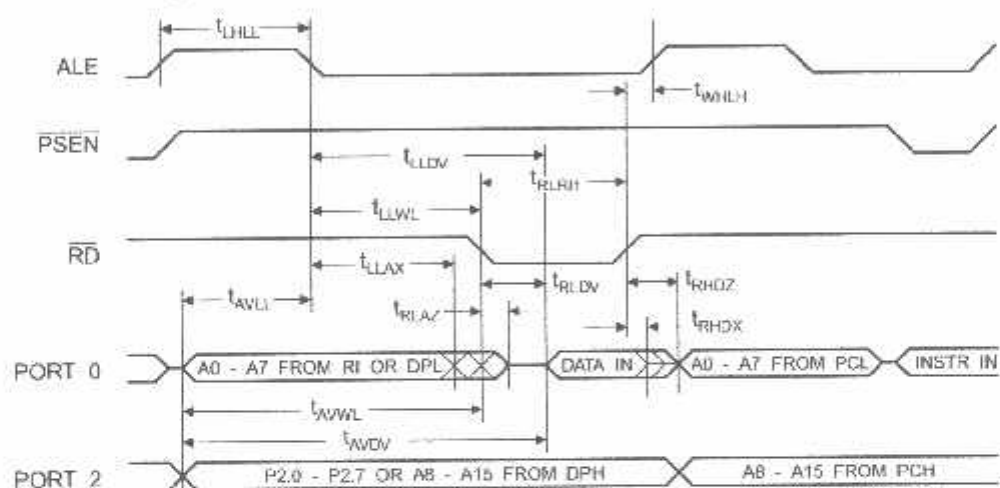 tLHLL
ALE
tWHLH
PSEN
tLLDV
tRLRH
tLLWL
RD
tLLAX
tRLDV
tRHDZ
tAVLL
tRLAZ
tRHDX
PORT 0
A0 - A7 FROM RI OR DPL
DATA IN
A0 - A7 FROM PCL
INSTR IN
tAVWL
tAVDV
PORT 2
P2.0 - P2.7 OR A8 - A15 FROM DPH
A8 - A15 FROM PCH